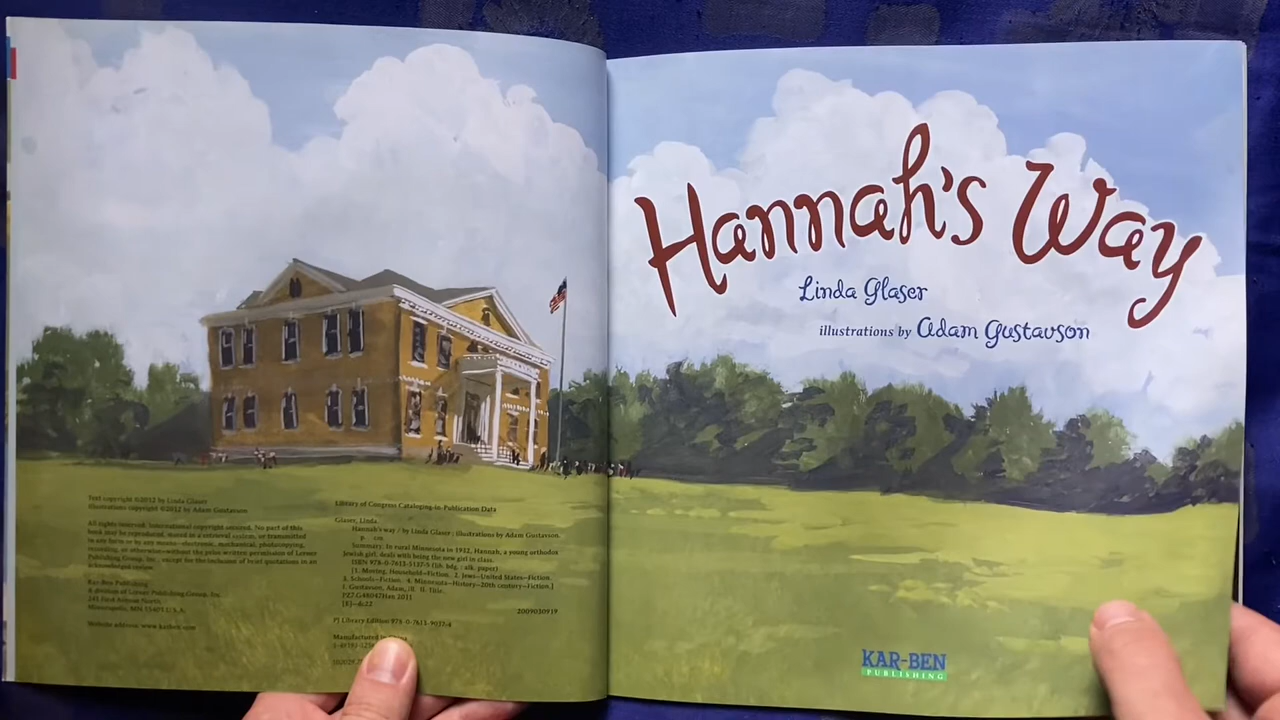 Text copyright ©2012 by Linda Glaser
Illustrations copyright ©2012 by Adam Gustavson
All rights reserved. International copyright secured. No part of this
book may be reproduced, stored in a retrieval system, or transmitted
in any form or by any means—electronic, mechanical, photocopying,
recording, or otherwise—without the prior written permission of Lerner
Publishing Group, Inc., except for the inclusion of brief quotations in an
acknowledged review.
Kar-Ben Publishing
A division of Lerner Publishing Group, Inc.
241 First Avenue North
Minneapolis, MN 55401 U.S.A.
Website address: www.karben.com
Library of Congress Cataloging-in-Publication Data
Glaser, Linda.
Hannah's way / by Linda Glaser ; illustrations by Adam Gustavson.
p. cm.
Summary: In rural Minnesota in 1932, Hannah, a young orthodox
Jewish girl, deals with being the new girl in class.
ISBN 978-0-7613-5137-5 (lib. bdg. : alk. paper)
[1. Moving, Household—Fiction. 2. Jews—United States—Fiction.
3. Schools—Fiction. 4. Minnesota—History—20th century—Fiction.]
I. Gustavson, Adam, ill. II. Title.
PZ7.G48047Han 2011
[E]—dc22
2009030919
PJ Library Edition 978-0-7613-9037-4
Manufactured in China
Hannah's Way
Linda Glaser
illustrations by Adam Gustavson
KAR-BEN
PUBLISHING